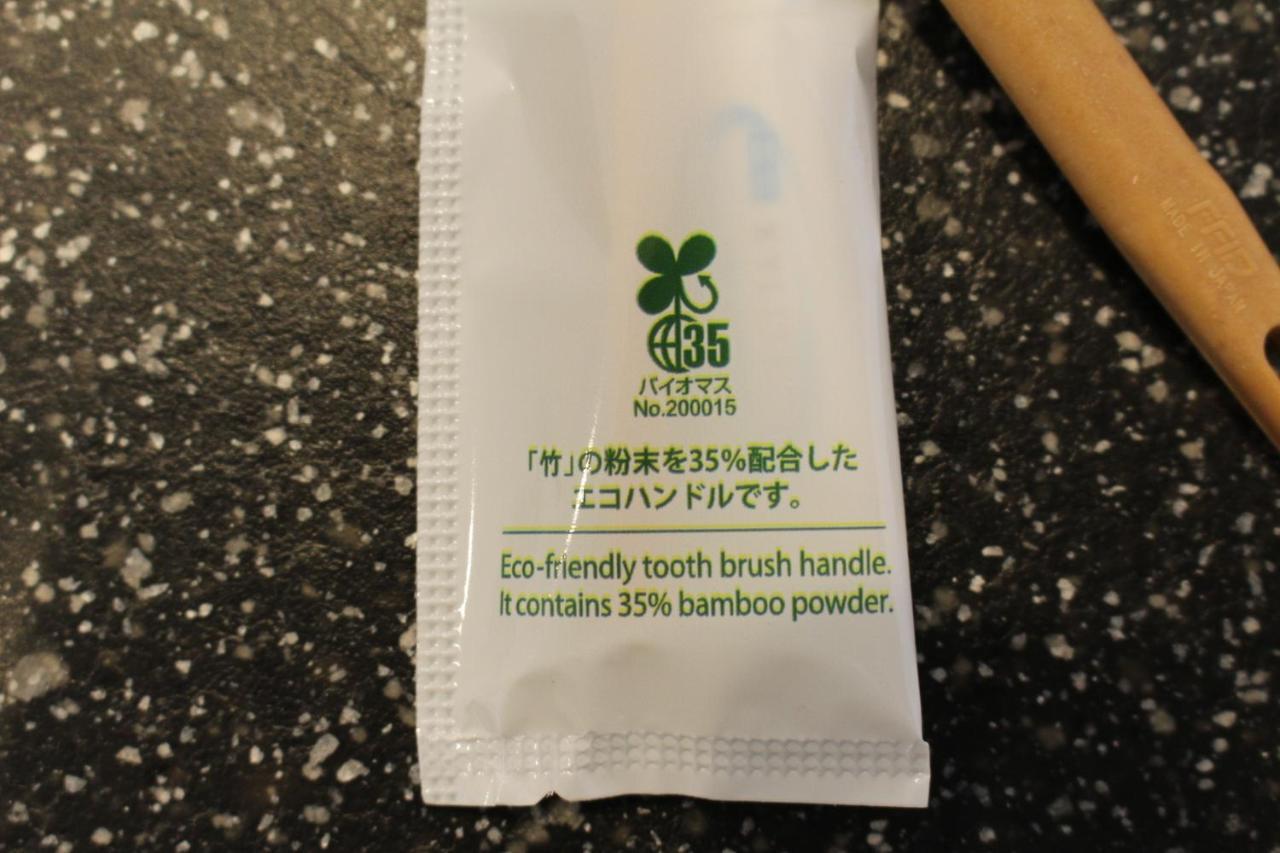 35
バイオマス
No.200015
「竹」の粉末を35%配合した
エコハンドルです。
Eco-friendly tooth brush handle.
It contains 35% bamboo powder.
MADE IN JAPAN